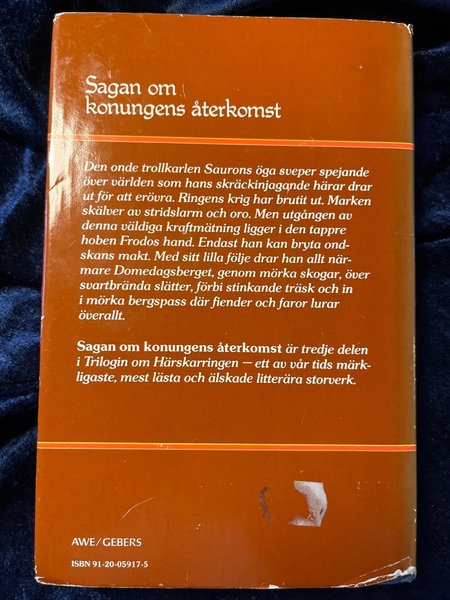 Sagan om
konungens återkomst
Den onde trollkarlen Saurons öga sveper spejande
över världen som hans skräckinjagande härar drar
ut för att erövra. Ringens krig har brutit ut. Marken
skälver av stridslarm och oro. Men utgången av
denna väldiga kraftmätning ligger i den tappre
hoben Frodos hand. Endast han kan bryta ond-
skans makt. Med sitt lilla följe drar han allt när-
mare Domedagsberget, genom mörka skogar, över
svartbrända slätter, förbi stinkande träsk och in
i mörka bergspass där fiender och faror lurar
överallt.
Sagan om konungens återkomst är tredje delen
i Trilogin om Härskarringen — ett av vår tids märk-
ligaste, mest lästa och älskade litterära storverk.
AWE/GEBERS
ISBN 91-20-05917-5